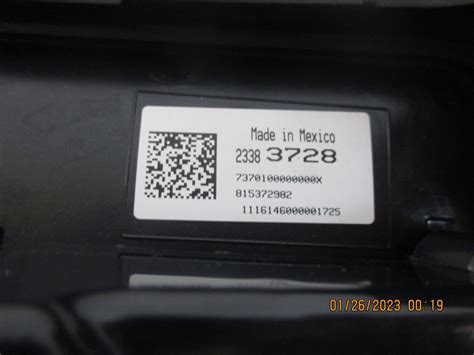 Made in Mexico
2338 3728
7370100000000X
815372982
1116146000001725
01/26/2023 00:19